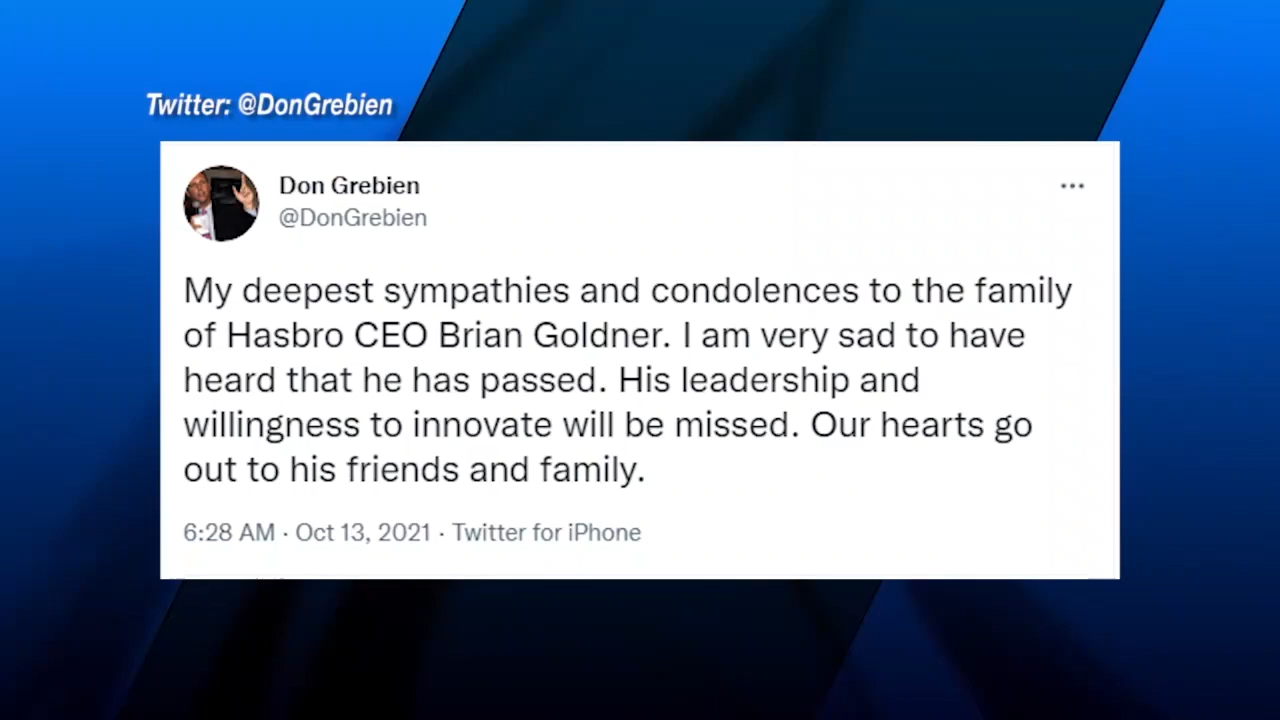 Twitter: @DonGrebien
Don Grebien
@DonGrebien
My deepest sympathies and condolences to the family
of Hasbro CEO Brian Goldner. I am very sad to have
heard that he has passed. His leadership and
willingness to innovate will be missed. Our hearts go
out to his friends and family.
6:28 AM · Oct 13, 2021 · Twitter for iPhone